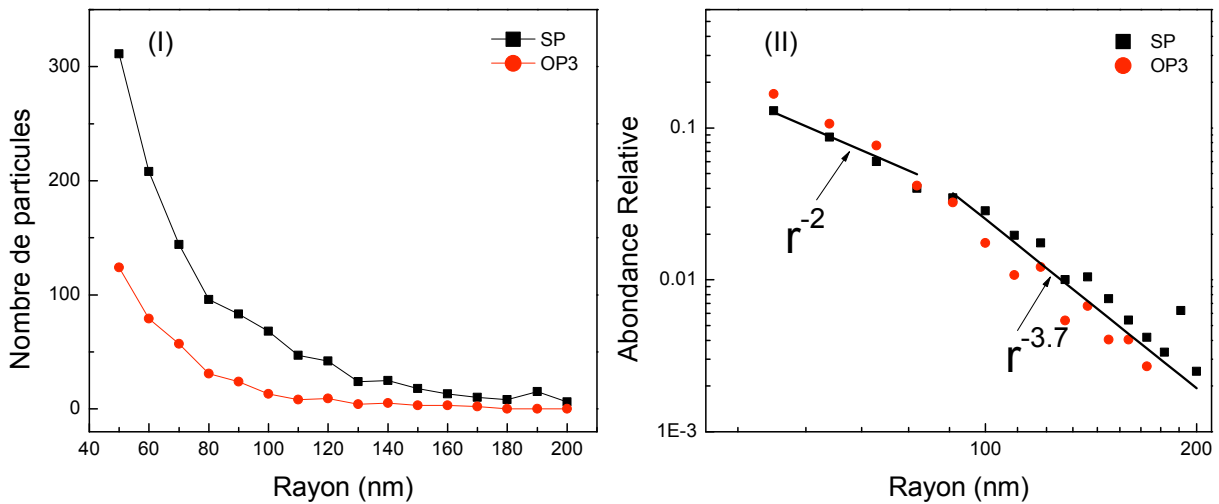 (I)
SP
OP3
Nombre de particules
300
200
100
0
40 60 80 100 120 140 160 180 200
Rayon (nm)
(II)
SP
OP3
Abondance Relative
0.1
0.01
1E-3
r-2
r-3.7
100 200
Rayon (nm)